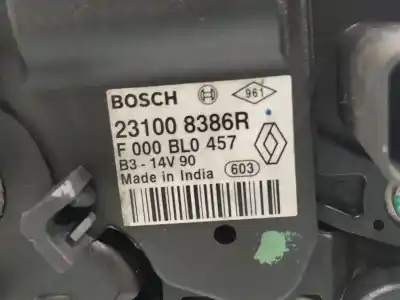 BOSCH 961
23100 8386R
F 000 BL0 457
B3 - 14V 90
Made in India 603